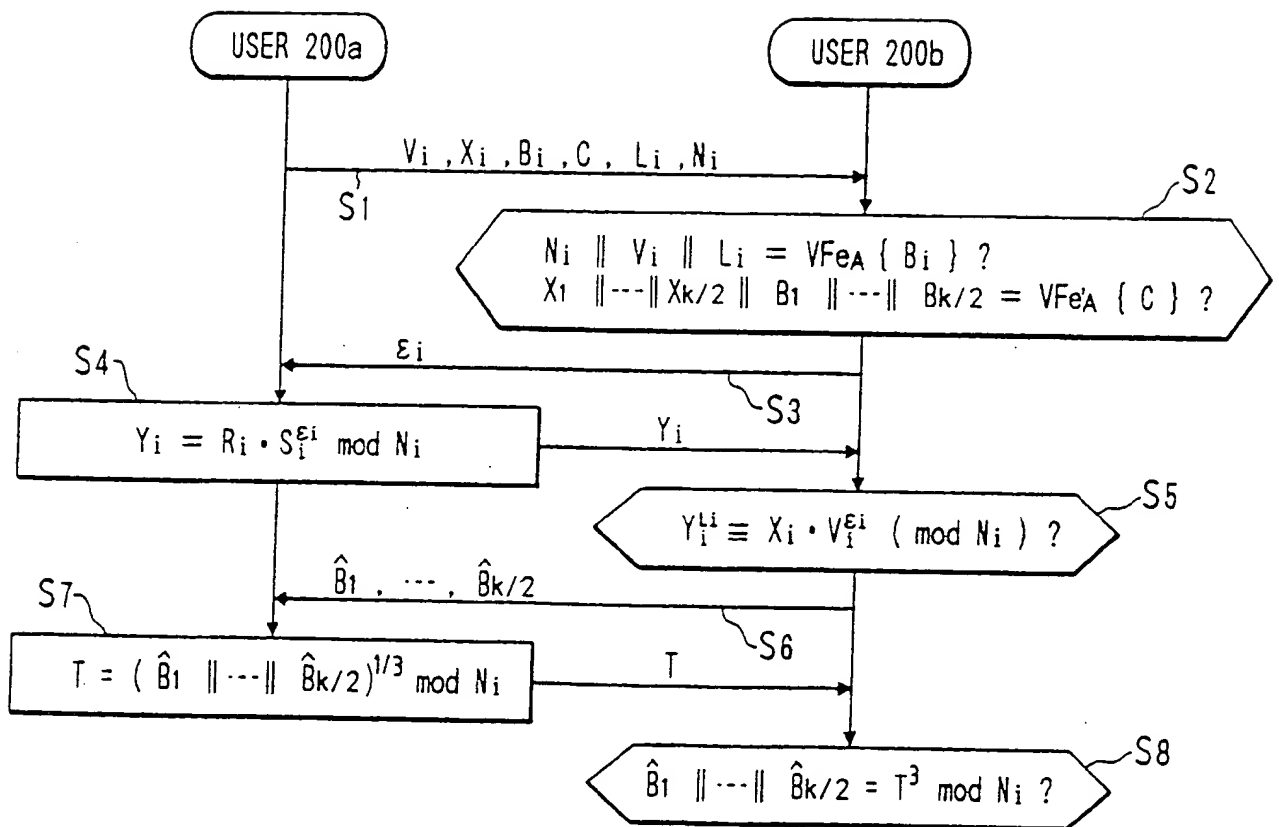 USER 200a
USER 200b
Vi , Xi , Bi , C , Li , Ni
S1
S2
Ni ‖ Vi ‖ Li = VFeA { Bi } ?
X1 ‖---‖ Xk/2 ‖ B1 ‖---‖ Bk/2 = VFe'A { C } ?
εi
S3
S4
Yi = Ri · Si^εi mod Ni
Yi
S5
Yi^Li ≡ Xi · Vi^εi ( mod Ni ) ?
B̂1 , --- , B̂k/2
S6
S7
T = ( B̂1 ‖---‖ B̂k/2 )^1/3 mod Ni
T
S8
B̂1 ‖---‖ B̂k/2 = T^3 mod Ni ?